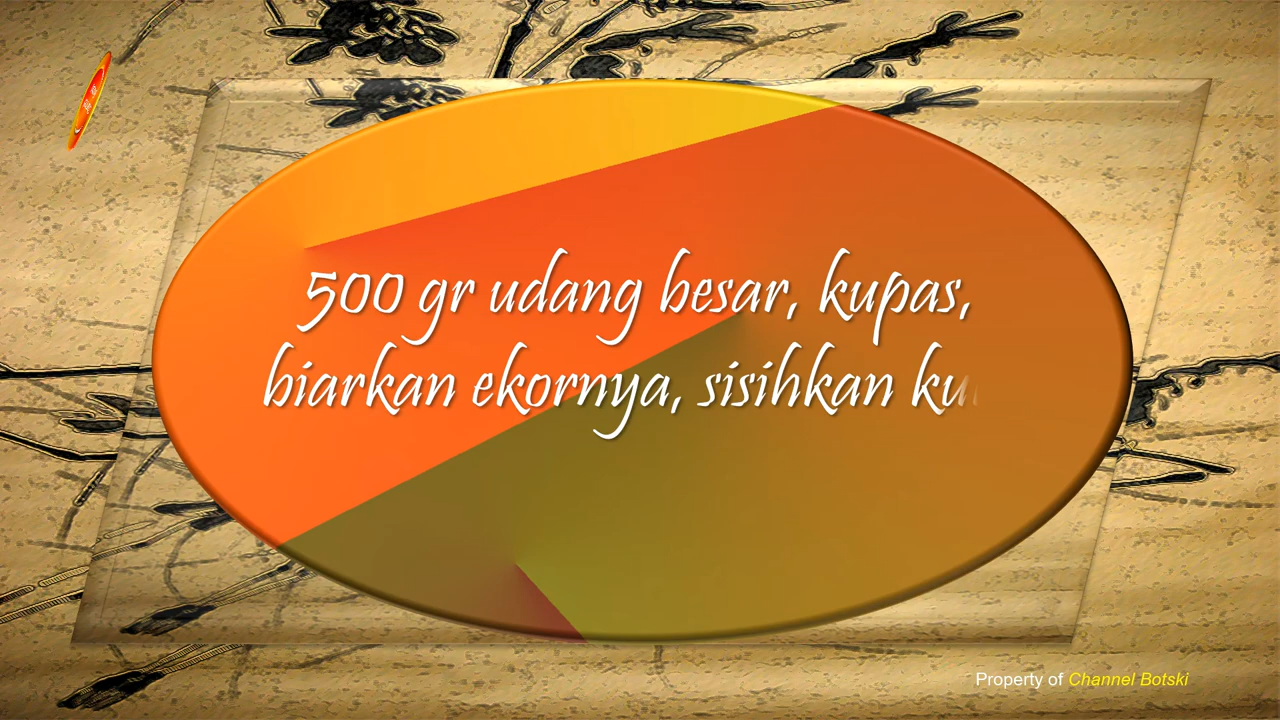 500 gr udang besar, kupas,
biarkan ekornya, sisihkan
Property of Channel Botski